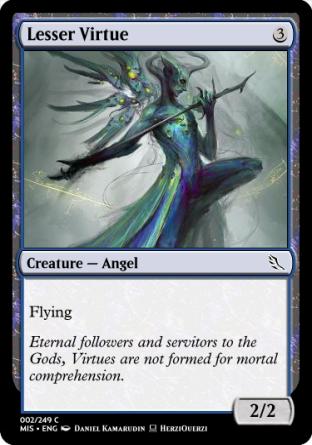 Lesser Virtue 3
Creature — Angel
Flying
Eternal followers and servitors to the
Gods, Virtues are not formed for mortal
comprehension.
2/2
002/249 C
MIS • ENG Daniel Kamarudin HerziQuerzi